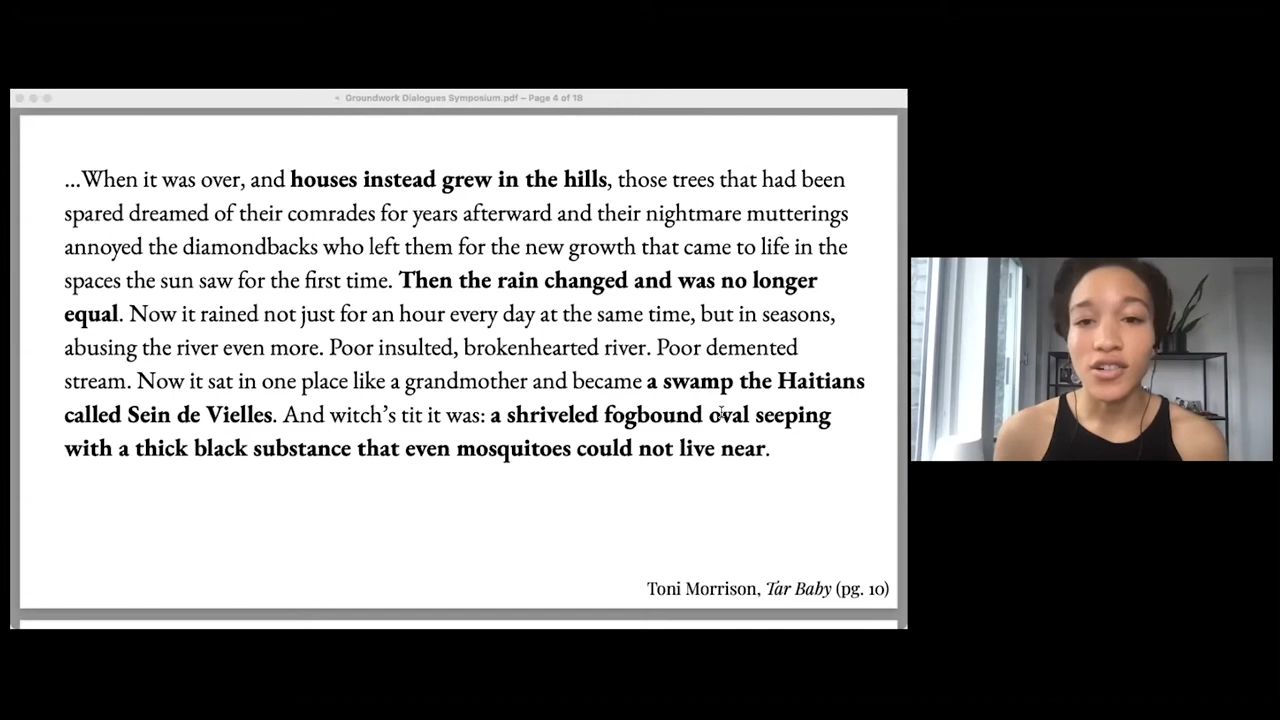 Groundwork Dialogues Symposium.pdf – Page 4 of 18
...When it was over, and houses instead grew in the hills, those trees that had been
spared dreamed of their comrades for years afterward and their nightmare mutterings
annoyed the diamondbacks who left them for the new growth that came to life in the
spaces the sun saw for the first time. Then the rain changed and was no longer
equal. Now it rained not just for an hour every day at the same time, but in seasons,
abusing the river even more. Poor insulted, brokenhearted river. Poor demented
stream. Now it sat in one place like a grandmother and became a swamp the Haitians
called Sein de Vielles. And witch’s tit it was: a shriveled fogbound oval seeping
with a thick black substance that even mosquitoes could not live near.
Toni Morrison, Tar Baby (pg. 10)